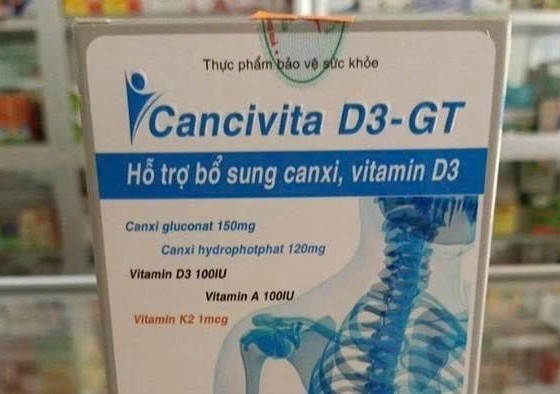 Thực phẩm bảo vệ sức khỏe
Cancivita D3-GT
Hỗ trợ bổ sung canxi, vitamin D3
Canxi gluconat 150mg
Canxi hydrophotphat 120mg
Vitamin D3 100IU
Vitamin A 100IU
Vitamin K2 1mcg